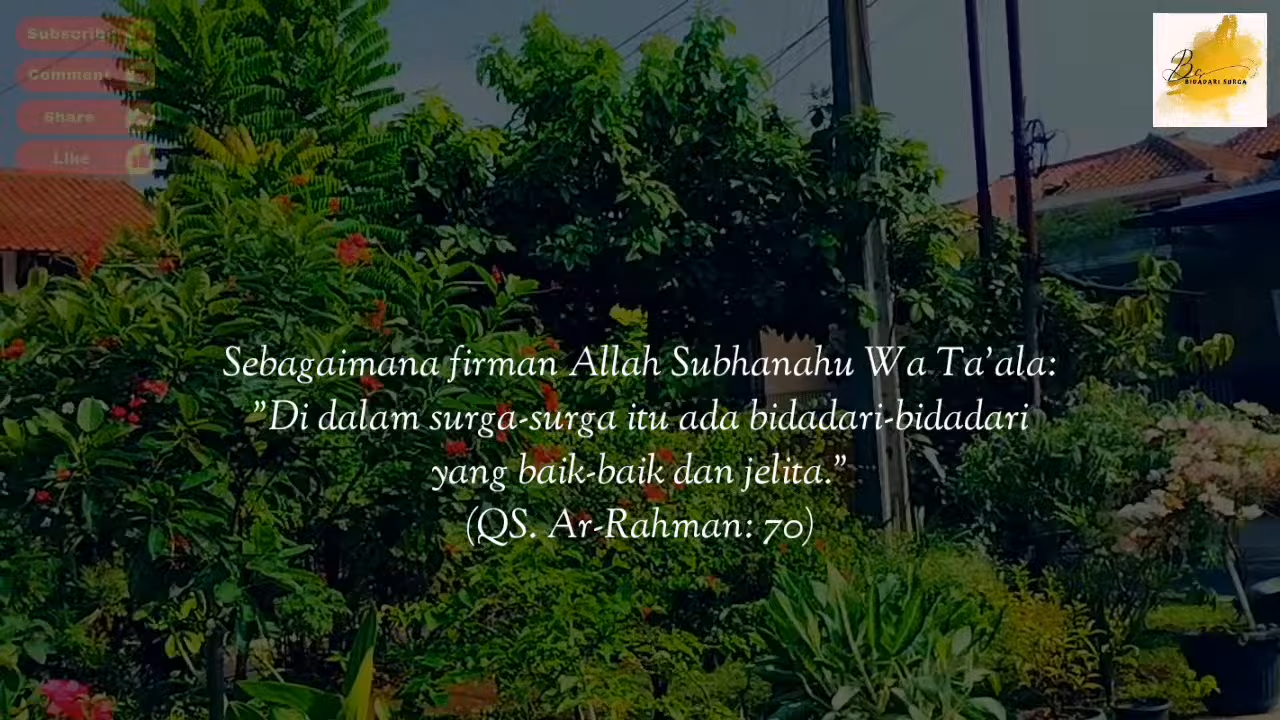 Subscribe
Comment
Share
Like
BIDADARI SURGA
Sebagaimana firman Allah Subhanahu Wa Ta'ala:
"Di dalam surga-surga itu ada bidadari-bidadari
yang baik-baik dan jelita."
(QS. Ar-Rahman: 70)